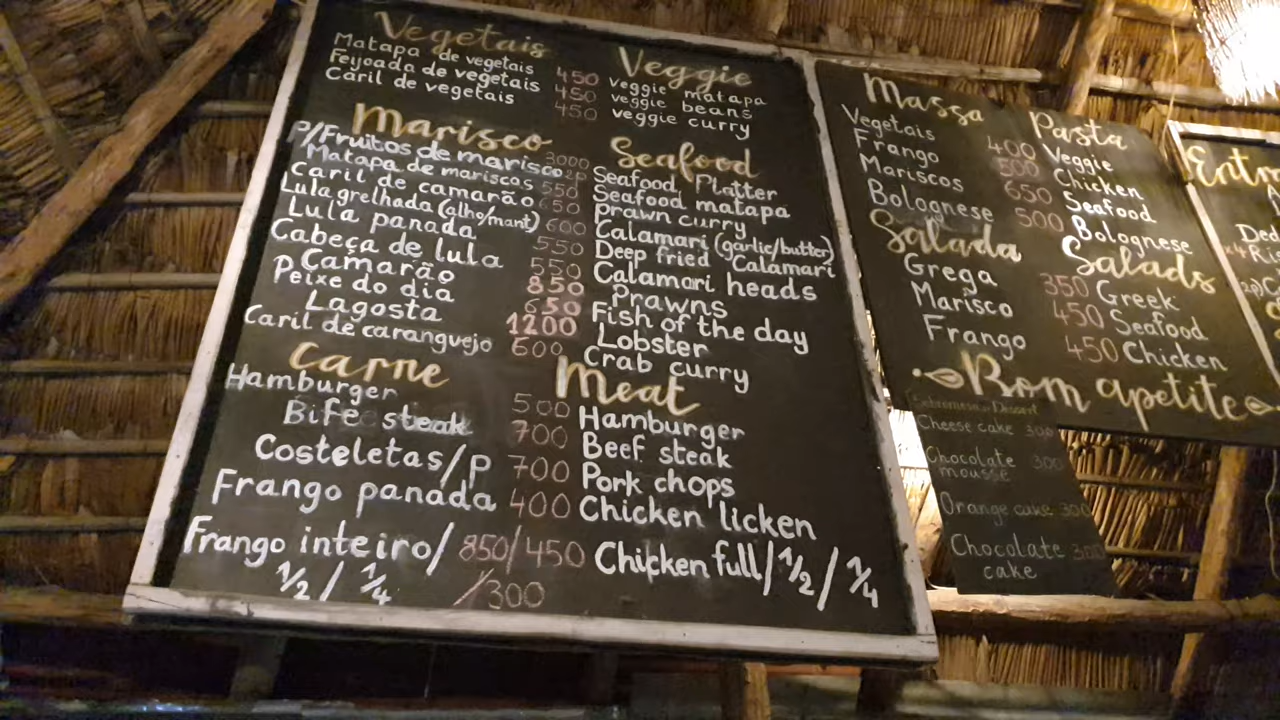 Vegetais
Matapa de vegetais 450 veggie matapa
Feijoada de vegetais 450 veggie beans
Caril de vegetais 450 veggie curry
Veggie
Marisco
Seafood
P/Fruitos de marisco 3000 2p Seafood Platter
Matapa de mariscos 550 Seafood matapa
Caril de camarão 650 Prawn curry
Lula grelhada (alho/mant) 600 Calamari (garlic/butter)
Lula panada 550 Deep fried Calamari
Cabeça de lula 550 Calamari heads
Camarão 850 Prawns
Peixe do dia 650 Fish of the day
Lagosta 1200 Lobster
Caril de caranguejo 600 Crab curry
Carne
Meat
Hamburger 500 Hamburger
Bife steak 700 Beef steak
Costeletas/p 700 Pork chops
Frango panada 400 Chicken licken
Frango inteiro/ 850/450 Chicken full/½/¼
½/¼ /300
Massa
Pasta
Vegetais 400 Veggie
Frango 500 Chicken
Mariscos 650 Seafood
Bolognese 500 Bolognese
Salada
Salads
Grega 350 Greek
Marisco 450 Seafood
Frango 450 Chicken
Bom apetite
Dessert
Cheese cake 300
Chocolate 300
mousse
Orange cake 300
Chocolate 300
cake